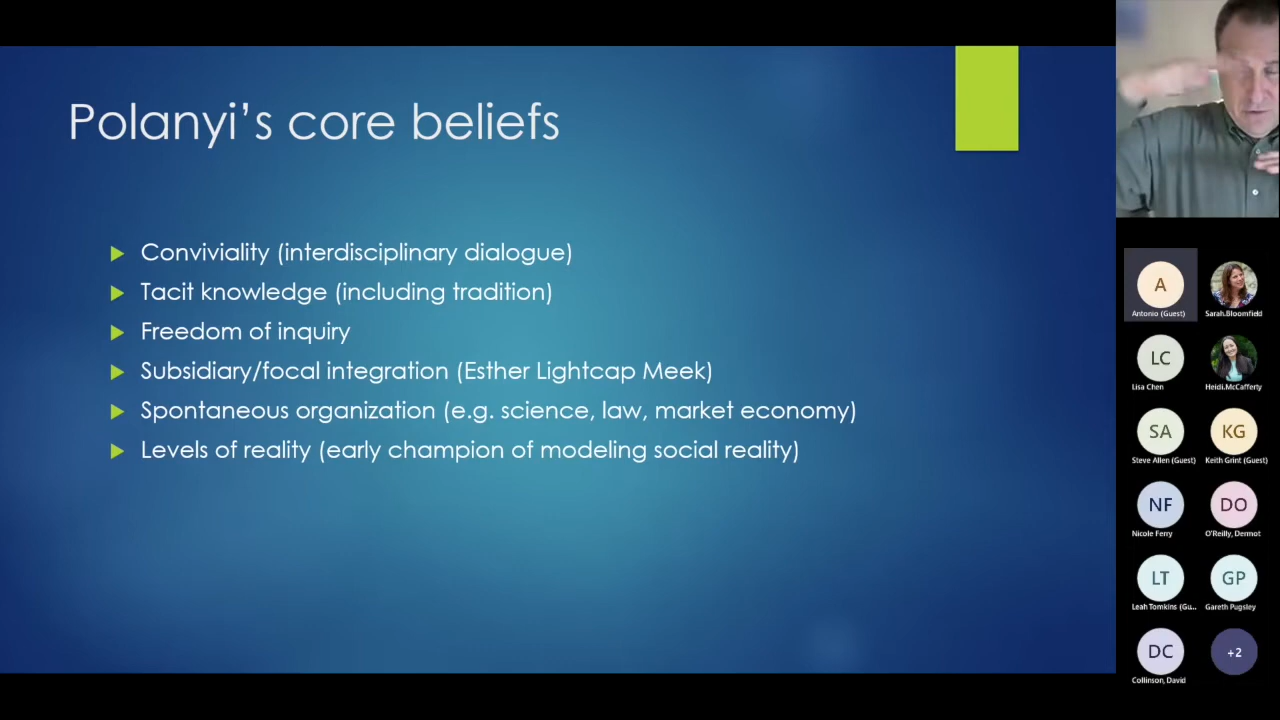 Polanyi's core beliefs
Conviviality (interdisciplinary dialogue)
Tacit knowledge (including tradition)
Freedom of inquiry
Subsidiary/focal integration (Esther Lightcap Meek)
Spontaneous organization (e.g. science, law, market economy)
Levels of reality (early champion of modeling social reality)
A
Antonio (Guest)
Sarah.Bloomfield
LC
Lisa Chen
Heidi.McCafferty
SA
Steve Allen (Guest)
KG
Keith Grint (Guest)
NF
Nicole Ferry
DO
O'Reilly, Dermot
LT
Leah Tomkins (Gu...
GP
Gareth Pugsley
DC
Collinson, David
+2